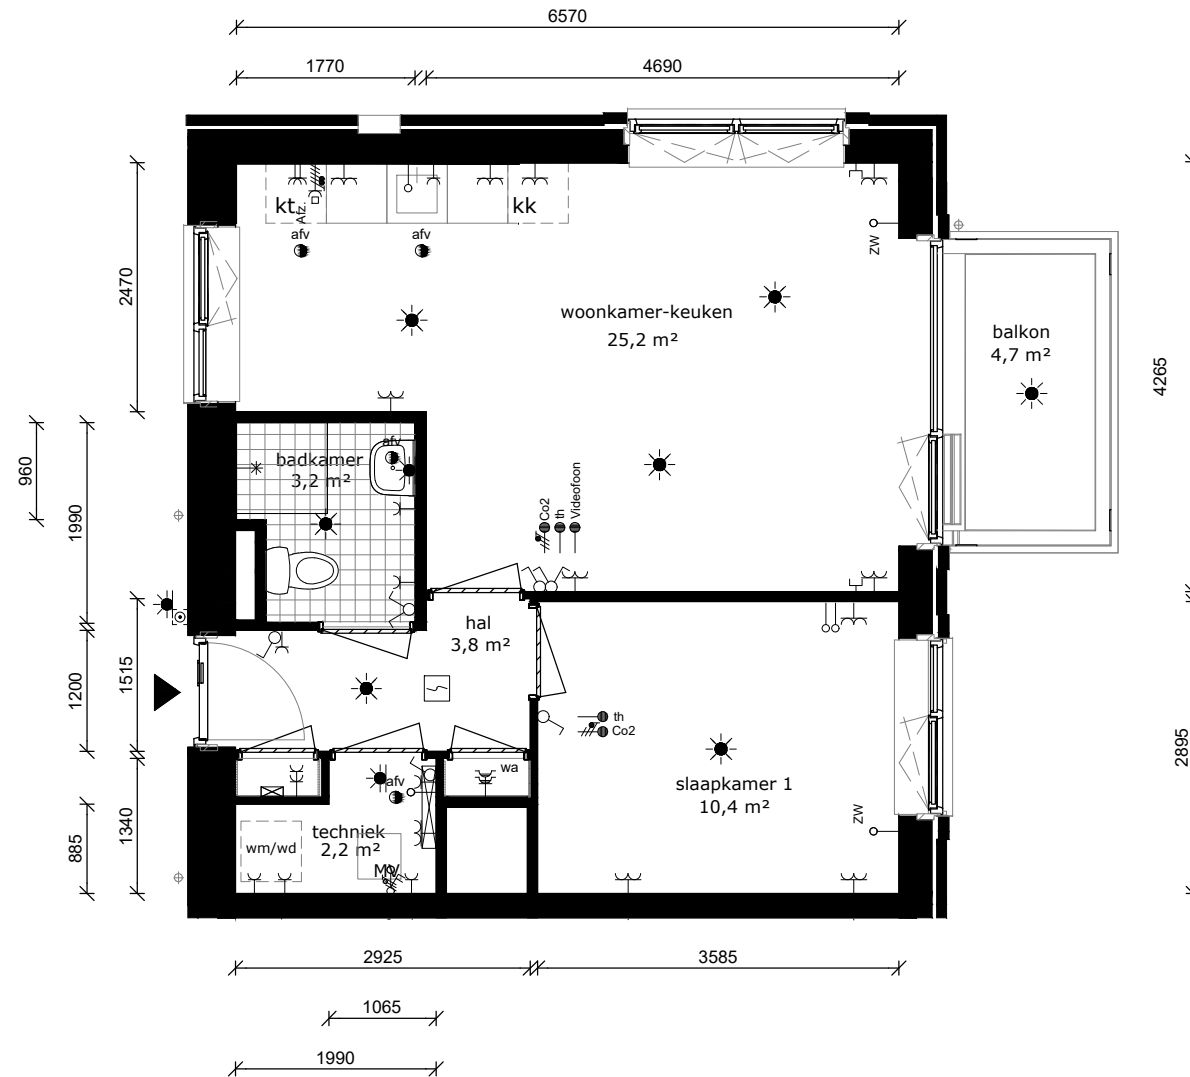 6570
1770
4690
kt
Afz.
kk
afv
afv
ZW
2470
woonkamer-keuken
25,2 m²
balkon
4,7 m²
4265
960
1990
badkamer
3,2 m²
afv
Co2
th
Videofoon
hal
3,8 m²
1200
1515
th
Co2
2895
wa
afv
slaapkamer 1
10,4 m²
ZW
885
1340
techniek
2,2 m²
wm/wd
MV
2925
3585
1065
1990